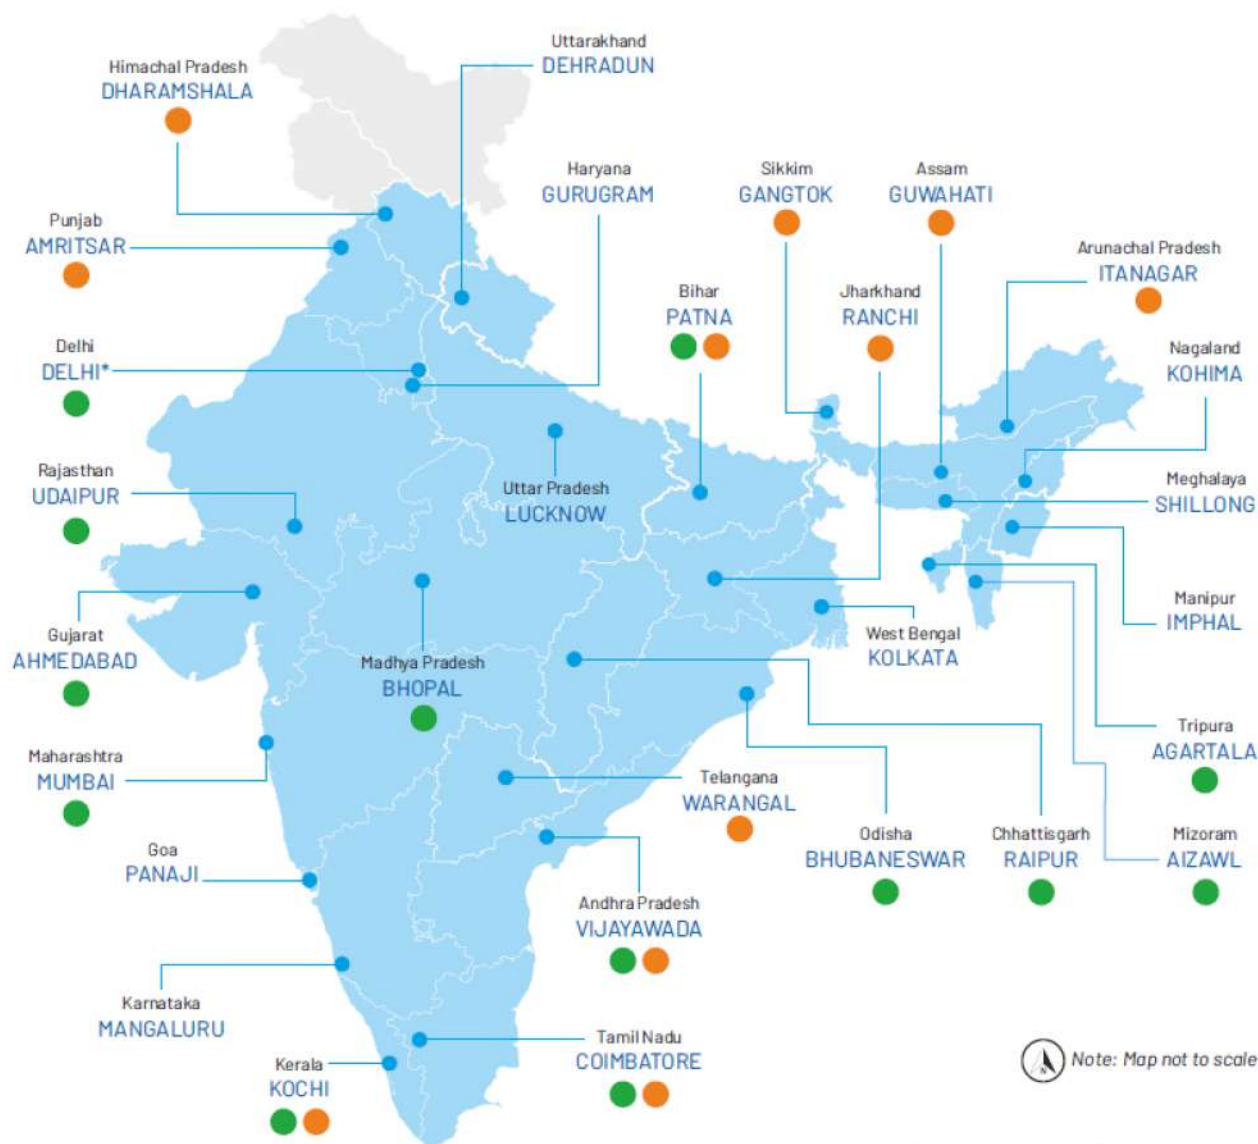 Uttarakhand
DEHRADUN
Himachal Pradesh
DHARAMSHALA
Haryana
GURUGRAM
Sikkim
GANGTOK
Assam
GUWAHATI
Punjab
AMRITSAR
Arunachal Pradesh
ITANAGAR
Bihar
PATNA
Jharkhand
RANCHI
Delhi
DELHI*
Nagaland
KOHIMA
Rajasthan
UDAIPUR
Uttar Pradesh
LUCKNOW
Meghalaya
SHILLONG
Manipur
IMPHAL
Gujarat
AHMEDABAD
Madhya Pradesh
BHOPAL
West Bengal
KOLKATA
Tripura
AGARTALA
Maharashtra
MUMBAI
Telangana
WARANGAL
Odisha
BHUBANESWAR
Chhattisgarh
RAIPUR
Mizoram
AIZAWL
Goa
PANAJI
Andhra Pradesh
VIJAYAWADA
Karnataka
MANGALURU
Tamil Nadu
COIMBATORE
Kerala
KOCHI
N
Note: Map not to scale